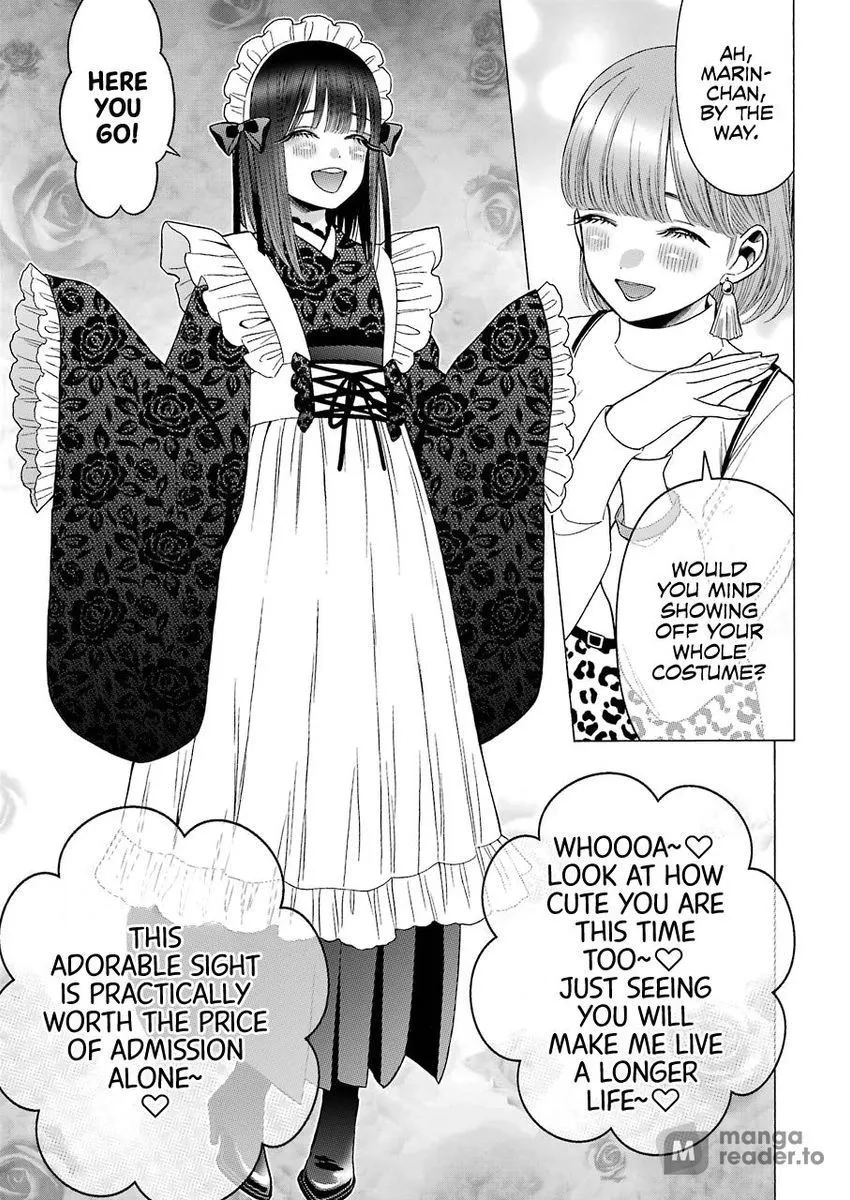 AH,
MARIN-
CHAN,
BY THE
WAY.
WOULD
YOU MIND
SHOWING
OFF YOUR
WHOLE
COSTUME?
HERE
YOU
GO!
WHOOOA~♡
LOOK AT HOW
CUTE YOU ARE
THIS TIME
TOO~♡
JUST SEEING
YOU WILL
MAKE ME LIVE
A LONGER
LIFE~♡
THIS
ADORABLE SIGHT
IS PRACTICALLY
WORTH THE PRICE
OF ADMISSION
ALONE~
♡
M manga
reader.to